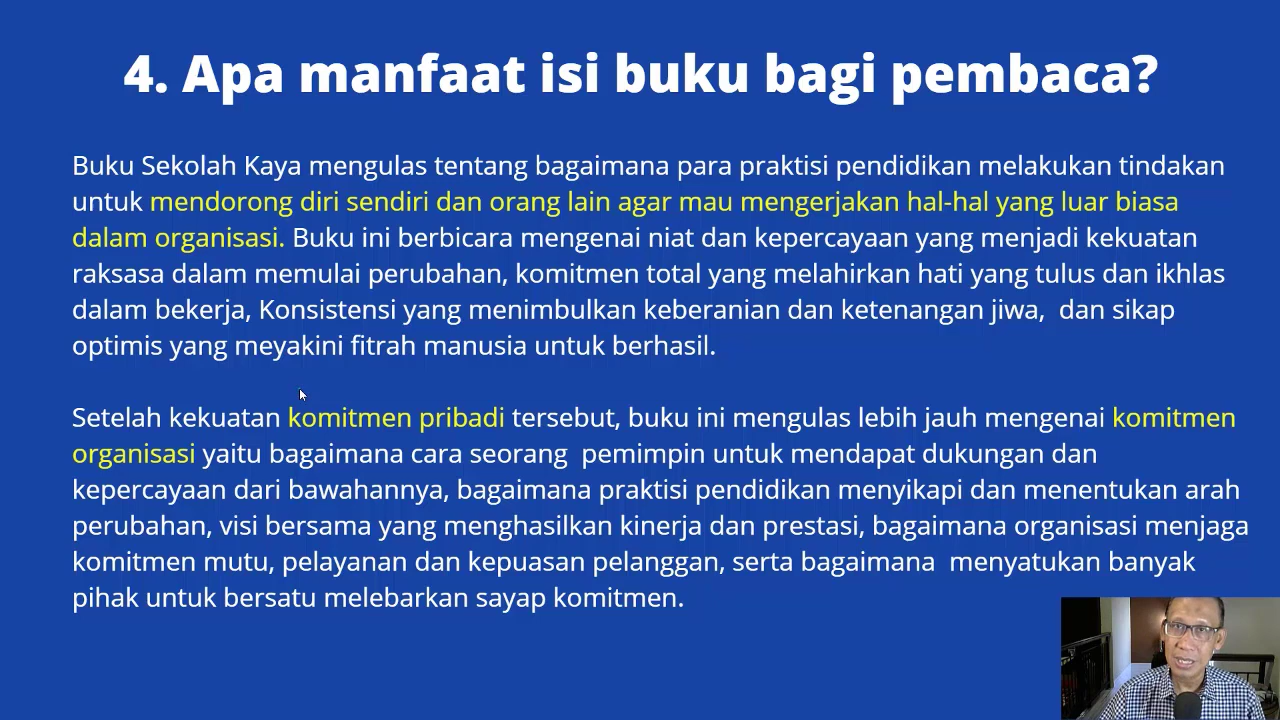 4. Apa manfaat isi buku bagi pembaca?
Buku Sekolah Kaya mengulas tentang bagaimana para praktisi pendidikan melakukan tindakan
untuk mendorong diri sendiri dan orang lain agar mau mengerjakan hal-hal yang luar biasa
dalam organisasi. Buku ini berbicara mengenai niat dan kepercayaan yang menjadi kekuatan
raksasa dalam memulai perubahan, komitmen total yang melahirkan hati yang tulus dan ikhlas
dalam bekerja, Konsistensi yang menimbulkan keberanian dan ketenangan jiwa,  dan sikap
optimis yang meyakini fitrah manusia untuk berhasil.
Setelah kekuatan komitmen pribadi tersebut, buku ini mengulas lebih jauh mengenai komitmen
organisasi yaitu bagaimana cara seorang  pemimpin untuk mendapat dukungan dan
kepercayaan dari bawahannya, bagaimana praktisi pendidikan menyikapi dan menentukan arah
perubahan, visi bersama yang menghasilkan kinerja dan prestasi, bagaimana organisasi menjaga
komitmen mutu, pelayanan dan kepuasan pelanggan, serta bagaimana  menyatukan banyak
pihak untuk bersatu melebarkan sayap komitmen.